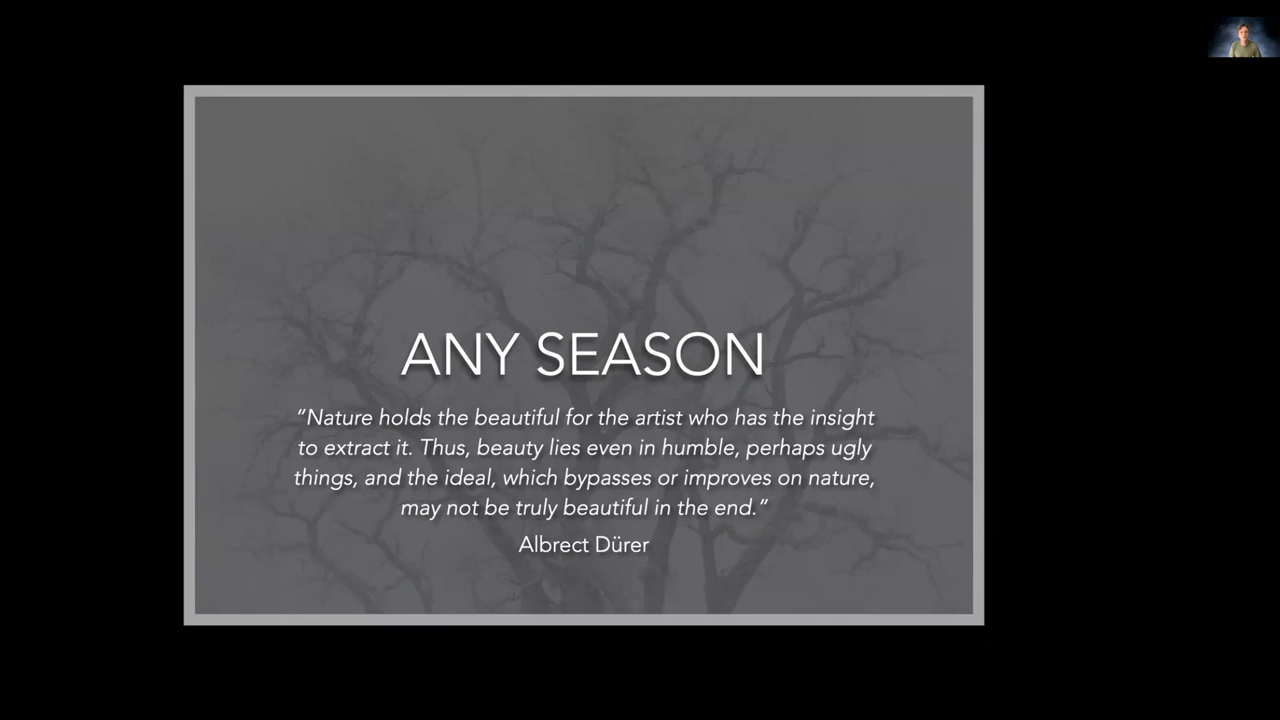 ANY SEASON
“Nature holds the beautiful for the artist who has the insight
to extract it. Thus, beauty lies even in humble, perhaps ugly
things, and the ideal, which bypasses or improves on nature,
may not be truly beautiful in the end.”
Albrect Dürer